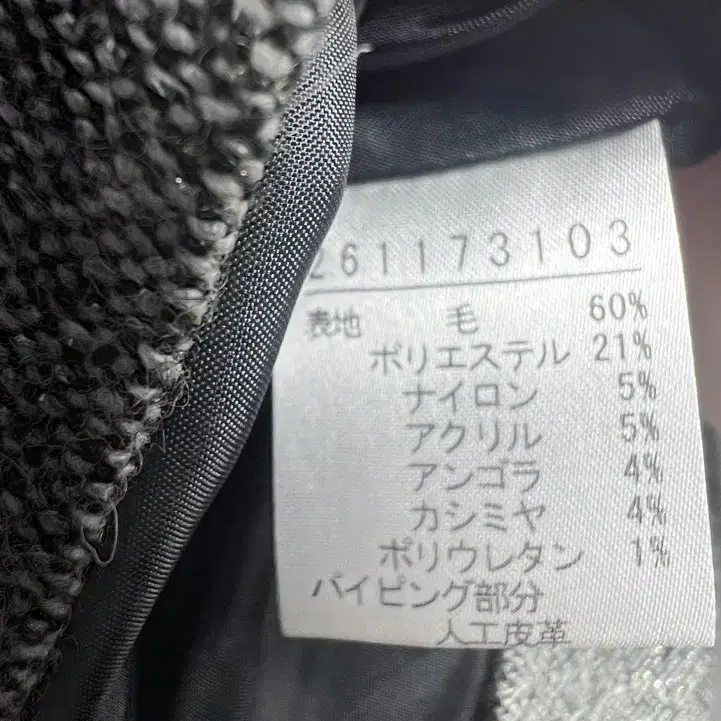 261173103
表地 毛 60%
ポリエステル 21%
ナイロン 5%
アクリル 5%
アンゴラ 4%
カシミヤ 4%
ポリウレタン 1%
パイピング部分
人工皮革